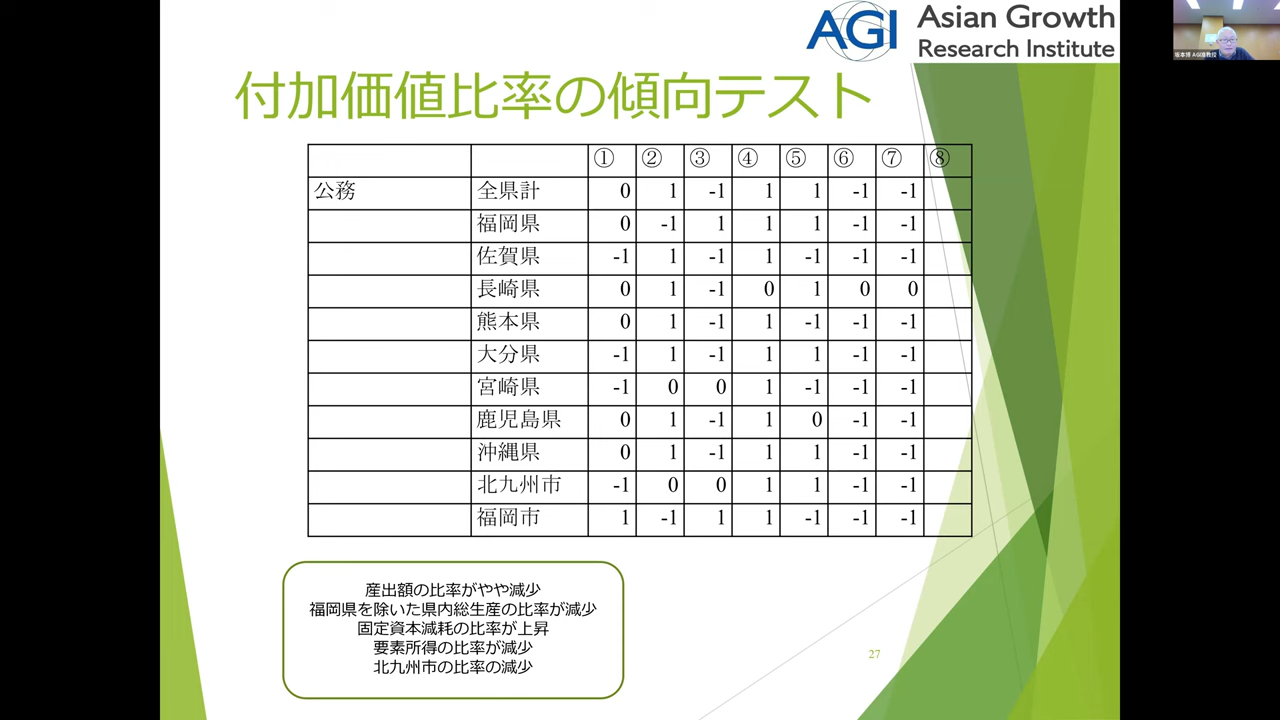 AGI
Asian Growth
Research Institute
付加価値比率の傾向テスト
① ② ③ ④ ⑤ ⑥ ⑦ ⑧
公務 全県計 0 1 -1 1 1 -1 -1
福岡県 0 -1 1 1 1 -1 -1
佐賀県 -1 1 -1 1 -1 -1 -1
長崎県 0 1 -1 0 1 0 0
熊本県 0 1 -1 1 -1 -1 -1
大分県 -1 1 -1 1 1 -1 -1
宮崎県 -1 0 0 1 -1 -1 -1
鹿児島県 0 1 -1 1 0 -1 -1
沖縄県 0 1 -1 1 1 -1 -1
北九州市 -1 0 0 1 1 -1 -1
福岡市 1 -1 1 1 -1 -1 -1
産出額の比率がやや減少
福岡県を除いた県内総生産の比率が減少
固定資本減耗の比率が上昇
要素所得の比率が減少
北九州市の比率の減少
27